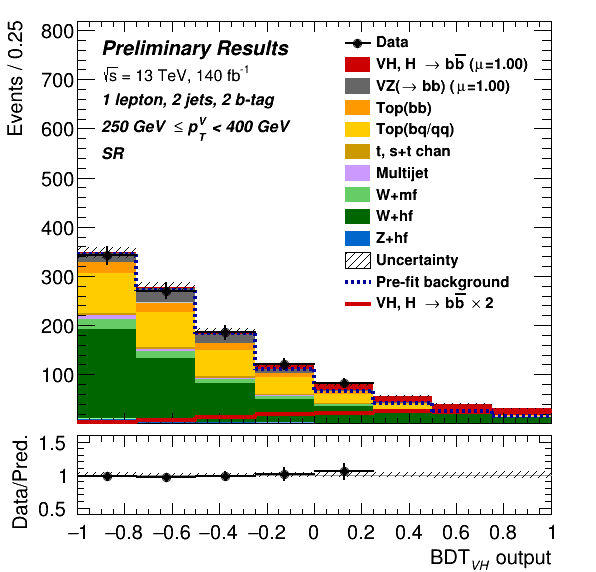 Events / 0.25
800
700
600
500
400
300
200
100
Preliminary Results
√s = 13 TeV, 140 fb⁻¹
1 lepton, 2 jets, 2 b-tag
250 GeV ≤ p_T^V < 400 GeV
SR
Data
VH, H → bb̅ (μ=1.00)
VZ(→ bb) (μ=1.00)
Top(bb)
Top(bq/qq)
t, s+t chan
Multijet
W+mf
W+hf
Z+hf
Uncertainty
Pre-fit background
VH, H → bb̅ × 2
Data/Pred.
1.5
1
0.5
−1 −0.8 −0.6 −0.4 −0.2 0 0.2 0.4 0.6 0.8 1
BDT_VH output